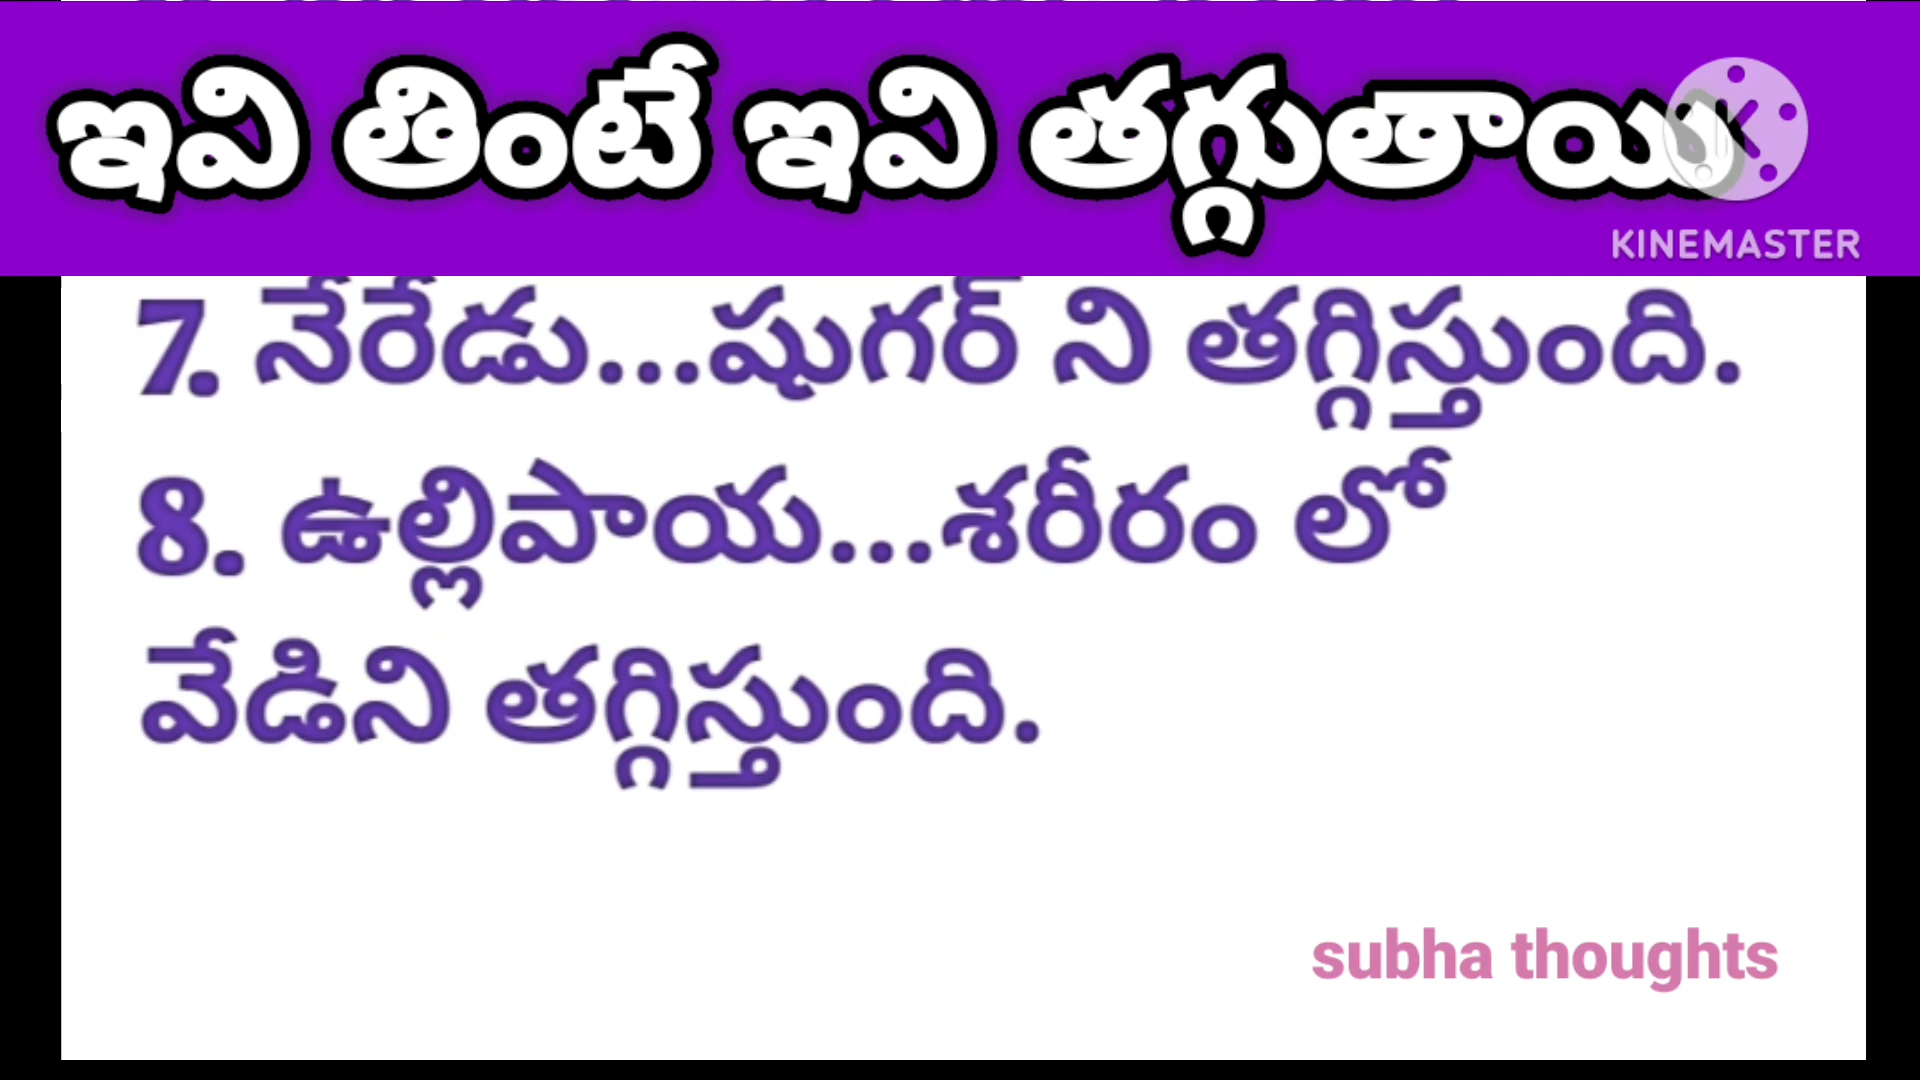 ఇవి తింటే ఇవి తగ్గుతాయి
KINEMASTER
7. నేరేడు...షుగర్ ని తగ్గిస్తుంది.
8. ఉల్లిపాయ...శరీరం లో
వేడిని తగ్గిస్తుంది.
subha thoughts